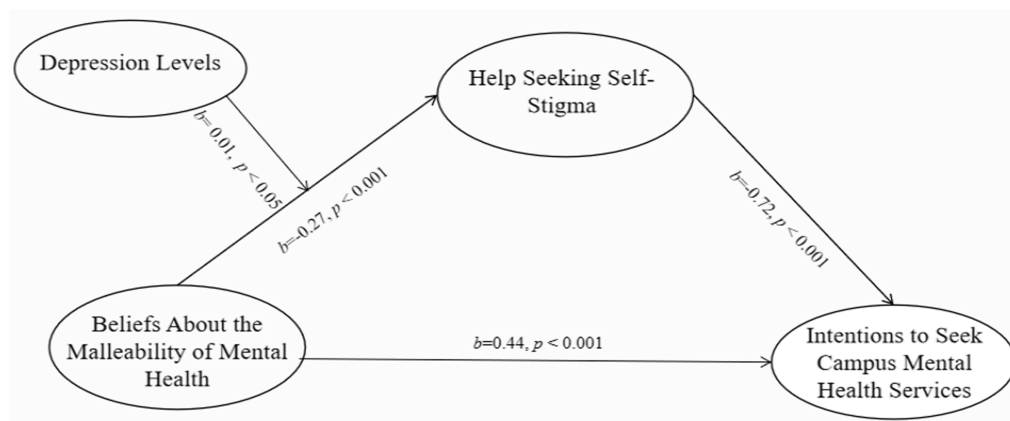 Depression Levels
Help Seeking Self-
Stigma
b= 0.01, p < 0.05
b=-0.27, p < 0.001
b=-0.72, p < 0.001
Beliefs About the
Malleability of Mental
Health
b=0.44, p < 0.001
Intentions to Seek
Campus Mental
Health Services